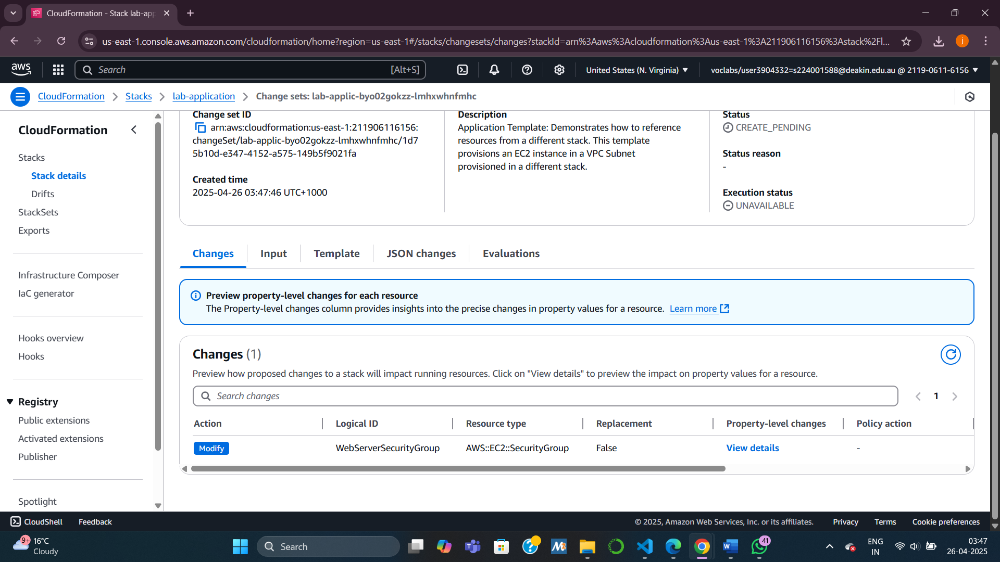 CloudFormation - Stack lab-app
us-east-1.console.aws.amazon.com/cloudformation/home?region=us-east-1#/stacks/changesets/changes?stackId=arn%3Aaws%3Acloudformation%3Aus-east-1%3A211906116156%3Astack%2Fl...
j
aws
Search
[Alt+S]
United States (N. Virginia)
voclabs/user3904332=s224001588@deakin.edu.au @ 2119-0611-6156
CloudFormation
Stacks
lab-application
Change sets: lab-applic-byo02gokzz-lmhxwhnfmhc
CloudFormation
Stacks
Stack details
Drifts
StackSets
Exports
Infrastructure Composer
IaC generator
Hooks overview
Hooks
Registry
Public extensions
Activated extensions
Publisher
Spotlight
Change set ID
arn:aws:cloudformation:us-east-1:211906116156:
changeSet/lab-applic-byo02gokzz-lmhxwhnfmhc/1d7
5b10d-e347-4152-a575-149b5f9021fa
Created time
2025-04-26 03:47:46 UTC+1000
Description
Application Template: Demonstrates how to reference
resources from a different stack. This template
provisions an EC2 instance in a VPC Subnet
provisioned in a different stack.
Status
CREATE_PENDING
Status reason
-
Execution status
UNAVAILABLE
Changes
Input
Template
JSON changes
Evaluations
Preview property-level changes for each resource
The Property-level changes column provides insights into the precise changes in property values for a resource. Learn more
Changes (1)
Preview how proposed changes to a stack will impact running resources. Click on "View details" to preview the impact on property values for a resource.
Search changes
1
Action
Logical ID
Resource type
Replacement
Property-level changes
Policy action
Modify
WebServerSecurityGroup
AWS::EC2::SecurityGroup
False
View details
-
CloudShell
Feedback
© 2025, Amazon Web Services, Inc. or its affiliates.
Privacy
Terms
Cookie preferences
9+
16°C
Cloudy
Search
41
ENG
IN
03:47
26-04-2025